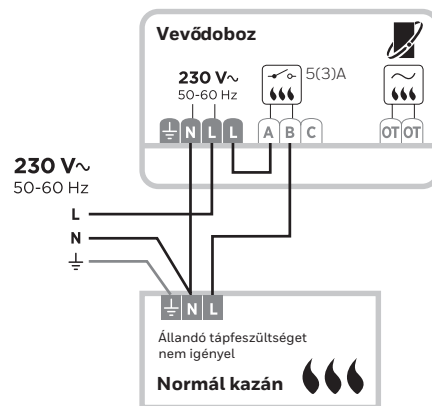 Vevődoboz
230 V~
50-60 Hz
5(3)A
N L L A B C OT OT
230 V~
50-60 Hz
L
N
N L
Állandó tápfeszültséget
nem igényel
Normál kazán